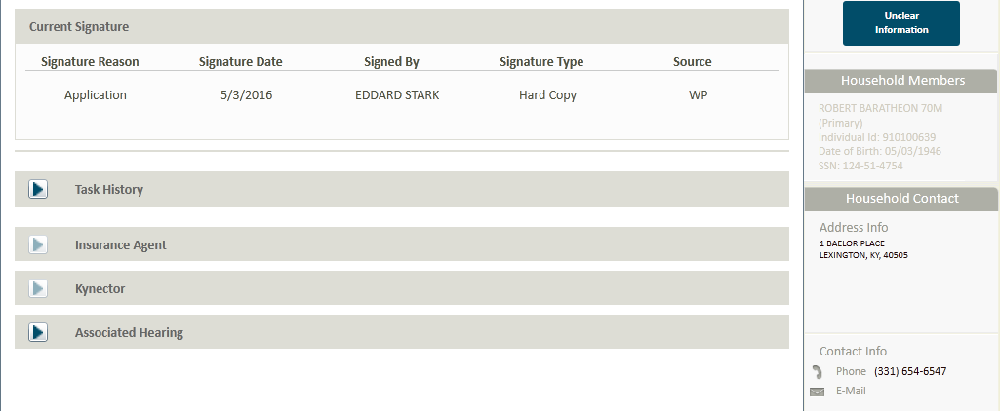 Current Signature
Signature Reason Signature Date Signed By Signature Type Source
Application 5/3/2016 EDDARD STARK Hard Copy WP
Task History
Insurance Agent
Kynector
Associated Hearing
Unclear
Information
Household Members
ROBERT BARATHEON 70M
(Primary)
Individual Id: 910100639
Date of Birth: 05/03/1946
SSN: 124-51-4754
Household Contact
Address Info
1 BAELOR PLACE
LEXINGTON, KY, 40505
Contact Info
Phone (331) 654-6547
E-Mail